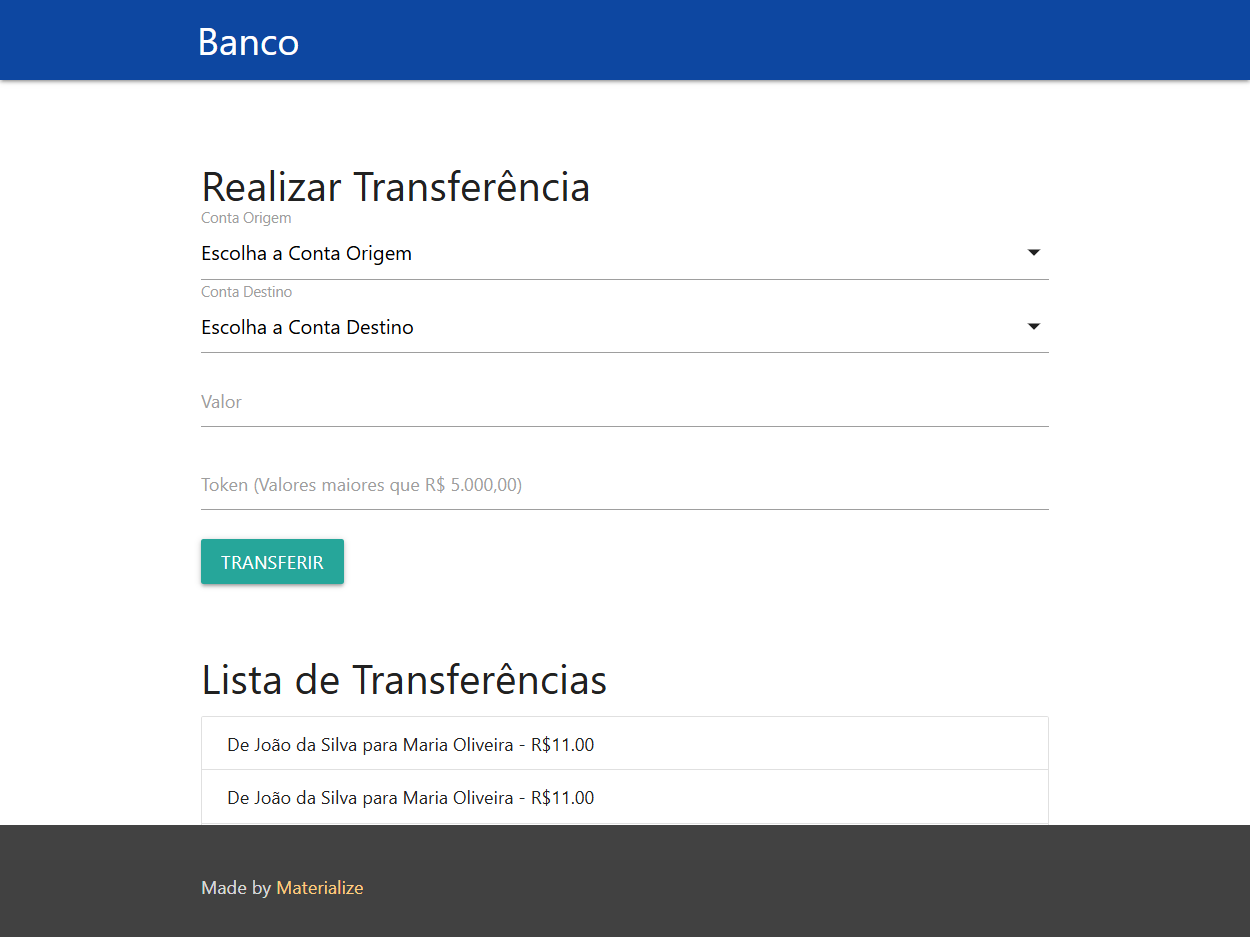 Banco
Realizar Transferência
Conta Origem
Escolha a Conta Origem
Conta Destino
Escolha a Conta Destino
Valor
Token (Valores maiores que R$ 5.000,00)
TRANSFERIR
Lista de Transferências
De João da Silva para Maria Oliveira - R$11.00
De João da Silva para Maria Oliveira - R$11.00
Made by Materialize